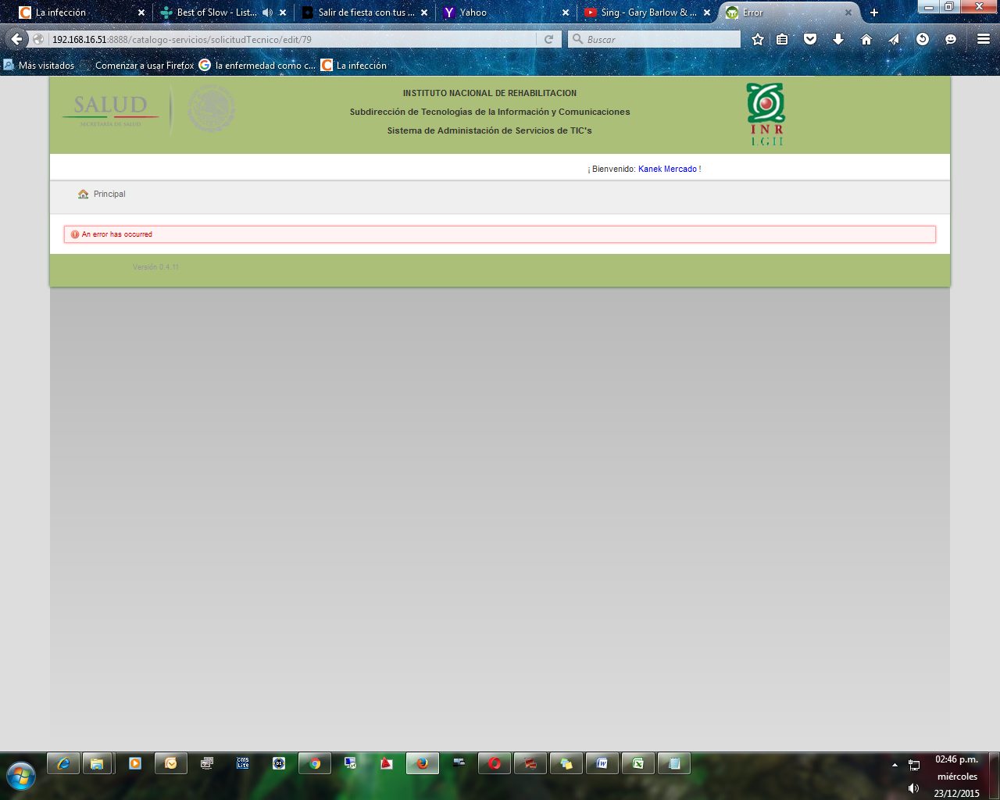 La infección
Best of Slow - List...
Salir de fiesta con tus ...
Yahoo
Sing - Gary Barlow & ...
Error
192.168.16.51:8888/catalogo-servicios/solicitudTecnico/edit/79
Buscar
Más visitados
Comenzar a usar Firefox
la enfermedad como c...
La infección
SALUD
SECRETARÍA DE SALUD
INSTITUTO NACIONAL DE REHABILITACION
Subdirección de Tecnologías de la Información y Comunicaciones
Sistema de Administación de Servicios de TIC's
INR
LGII
¡ Bienvenido: Kanek Mercado !
Principal
An error has occurred
Versión 0.4.11
CMS
Lite
DS
02:46 p.m.
miércoles
23/12/2015